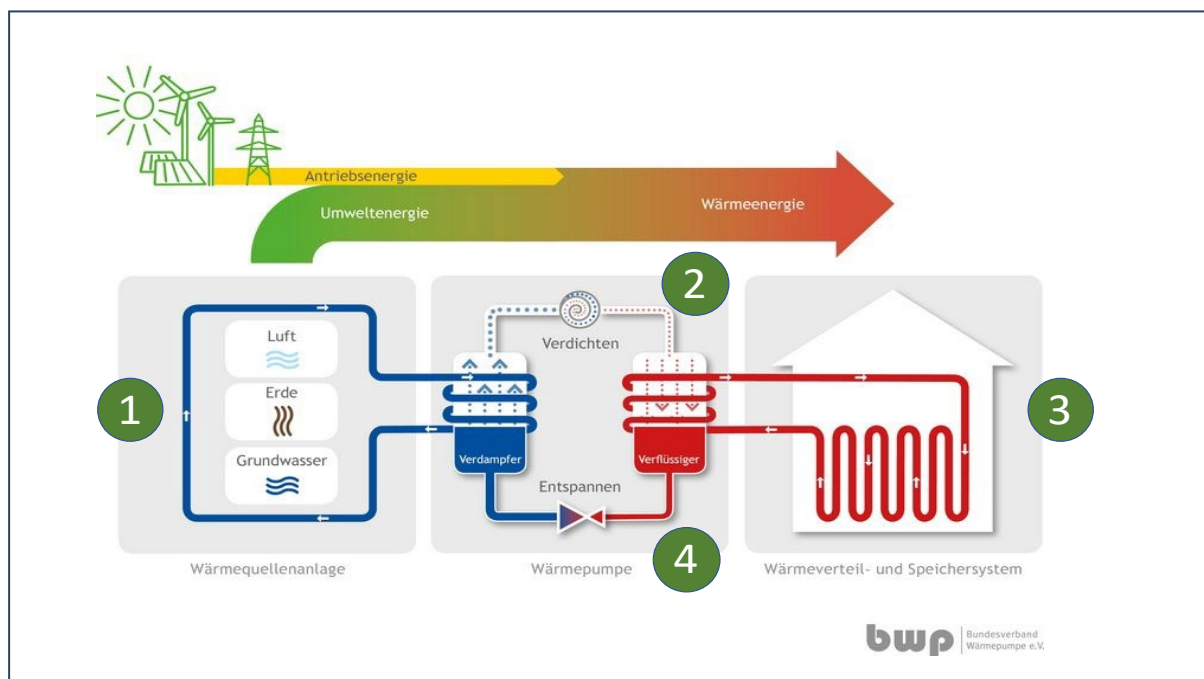 Antriebsenergie
Umweltenergie
Wärmeenergie
1
Luft
Erde
Grundwasser
2
Verdichten
Verdampfer
Verflüssiger
Entspannen
4
3
Wärmequellenanlage
Wärmepumpe
Wärmeverteil- und Speichersystem
bwp
Bundesverband
Wärmepumpe e.V.